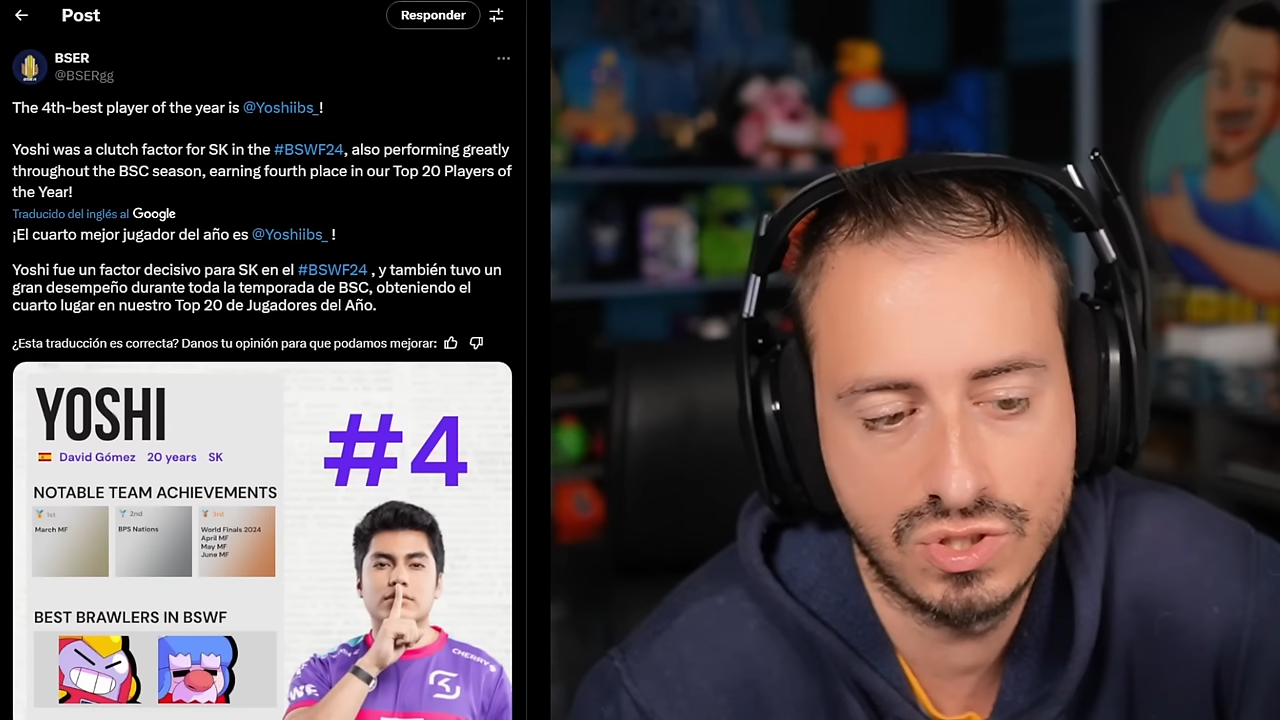 Post
Responder
BSER
@BSERgg
The 4th-best player of the year is @Yoshiibs_!
Yoshi was a clutch factor for SK in the #BSWF24, also performing greatly
throughout the BSC season, earning fourth place in our Top 20 Players of
the Year!
Traducido del inglés al Google
¡El cuarto mejor jugador del año es @Yoshiibs_ !
Yoshi fue un factor decisivo para SK en el #BSWF24 , y también tuvo un
gran desempeño durante toda la temporada de BSC, obteniendo el
cuarto lugar en nuestro Top 20 de Jugadores del Año.
¿Esta traducción es correcta? Danos tu opinión para que podamos mejorar:
YOSHI
#4
David Gómez 20 years SK
NOTABLE TEAM ACHIEVEMENTS
1st
March MF
2nd
BPS Nations
3rd
World Finals 2024
April MF
May MF
June MF
BEST BRAWLERS IN BSWF
CHERRY
SK